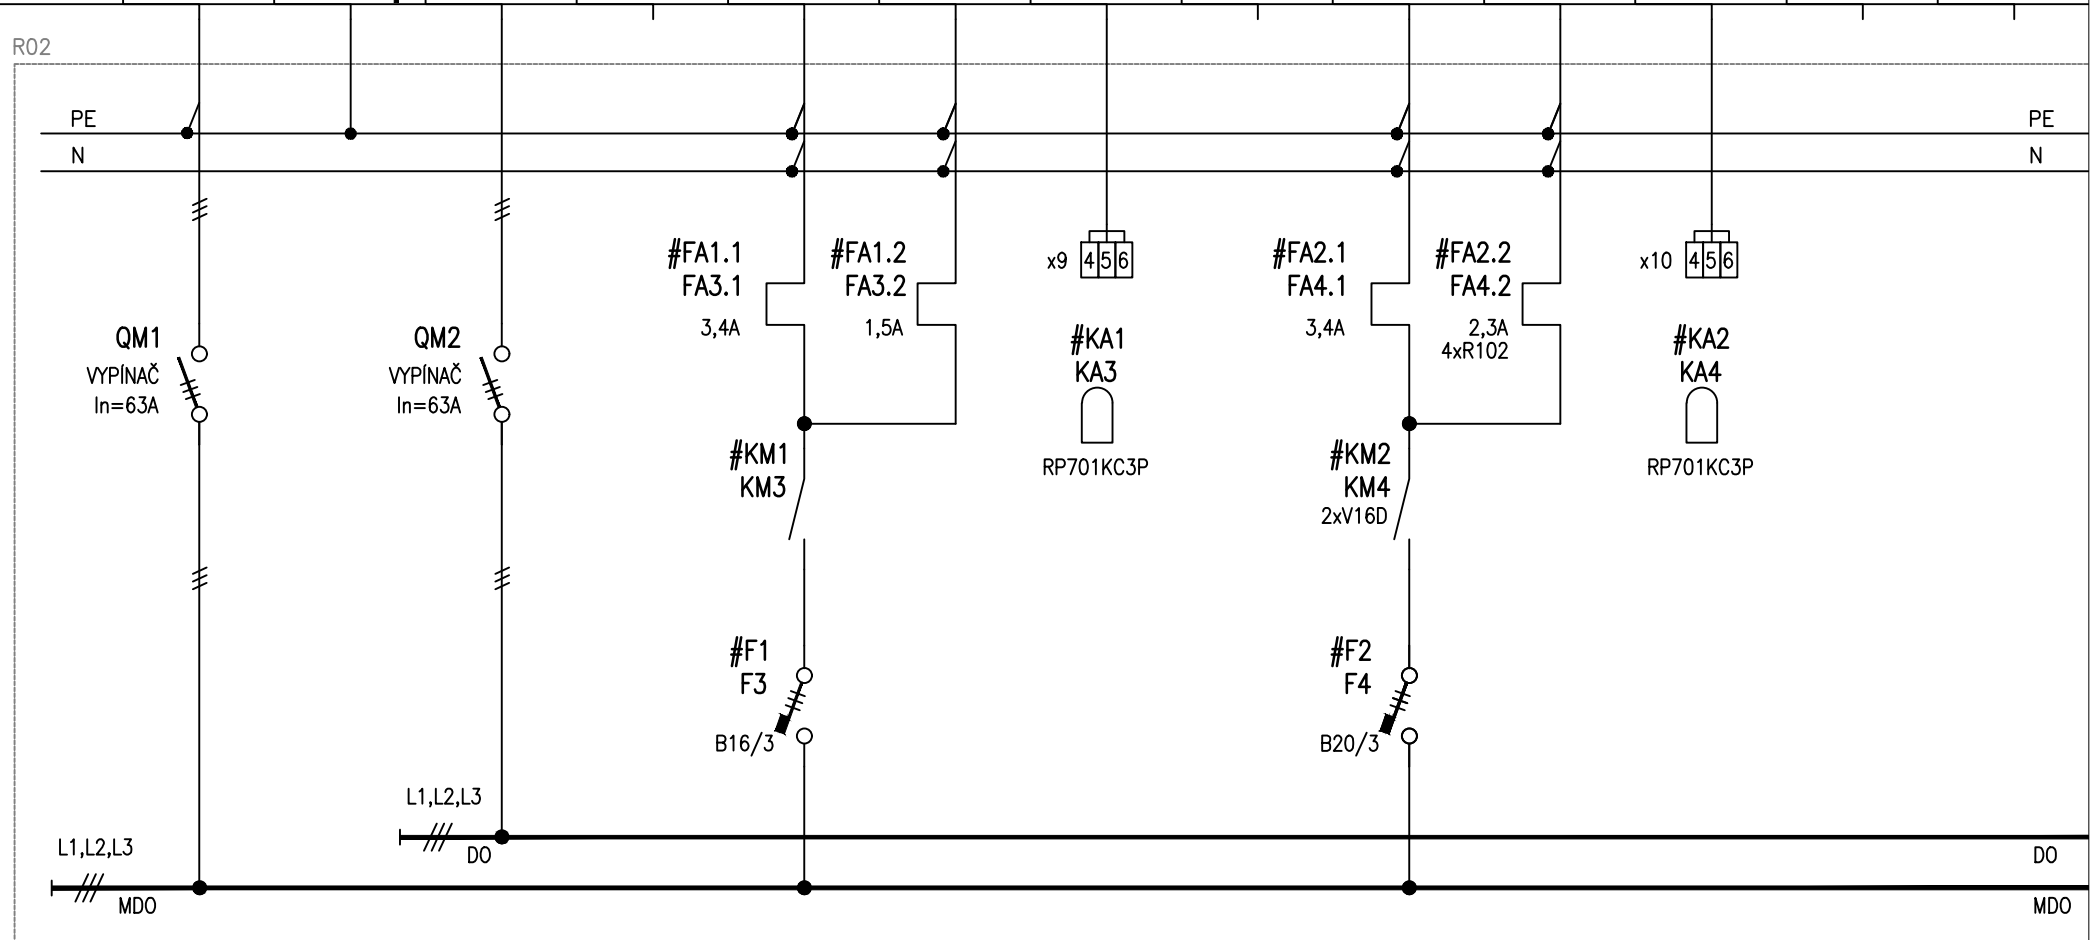 R02
PE
PE
N
N
#FA1.1
FA3.1
3,4A
#FA1.2
FA3.2
1,5A
x9 4 5 6
#FA2.1
FA4.1
3,4A
#FA2.2
FA4.2
2,3A
4xR102
x10 4 5 6
QM1
VYPÍNAČ
In=63A
QM2
VYPÍNAČ
In=63A
#KA1
KA3
RP701KC3P
#KA2
KA4
RP701KC3P
#KM1
KM3
#KM2
KM4
2xV16D
#F1
F3
B16/3
#F2
F4
B20/3
L1,L2,L3
DO
DO
L1,L2,L3
MDO
MDO